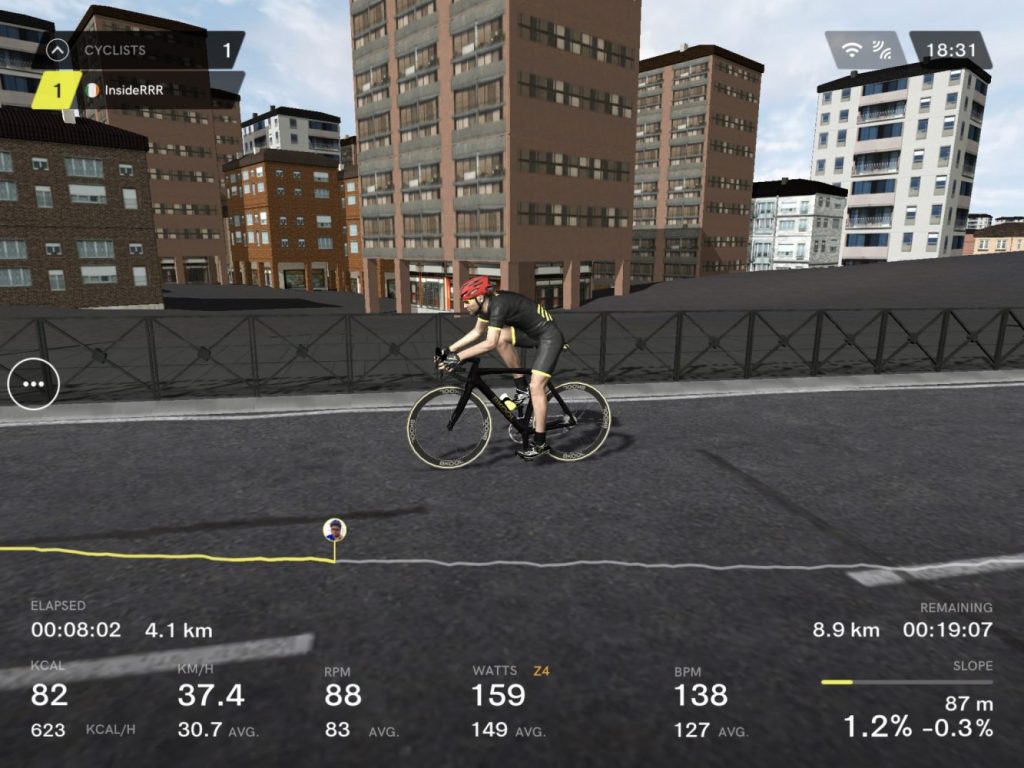 CYCLISTS 1
1 InsideRRR
18:31
ELAPSED
00:08:02 4.1 km
REMAINING
8.9 km 00:19:07
KCAL
82
623 KCAL/H
KM/H
37.4
30.7 AVG.
RPM
88
83 AVG.
WATTS Z4
159
149 AVG.
BPM
138
127 AVG.
SLOPE
87 m
1.2% -0.3%